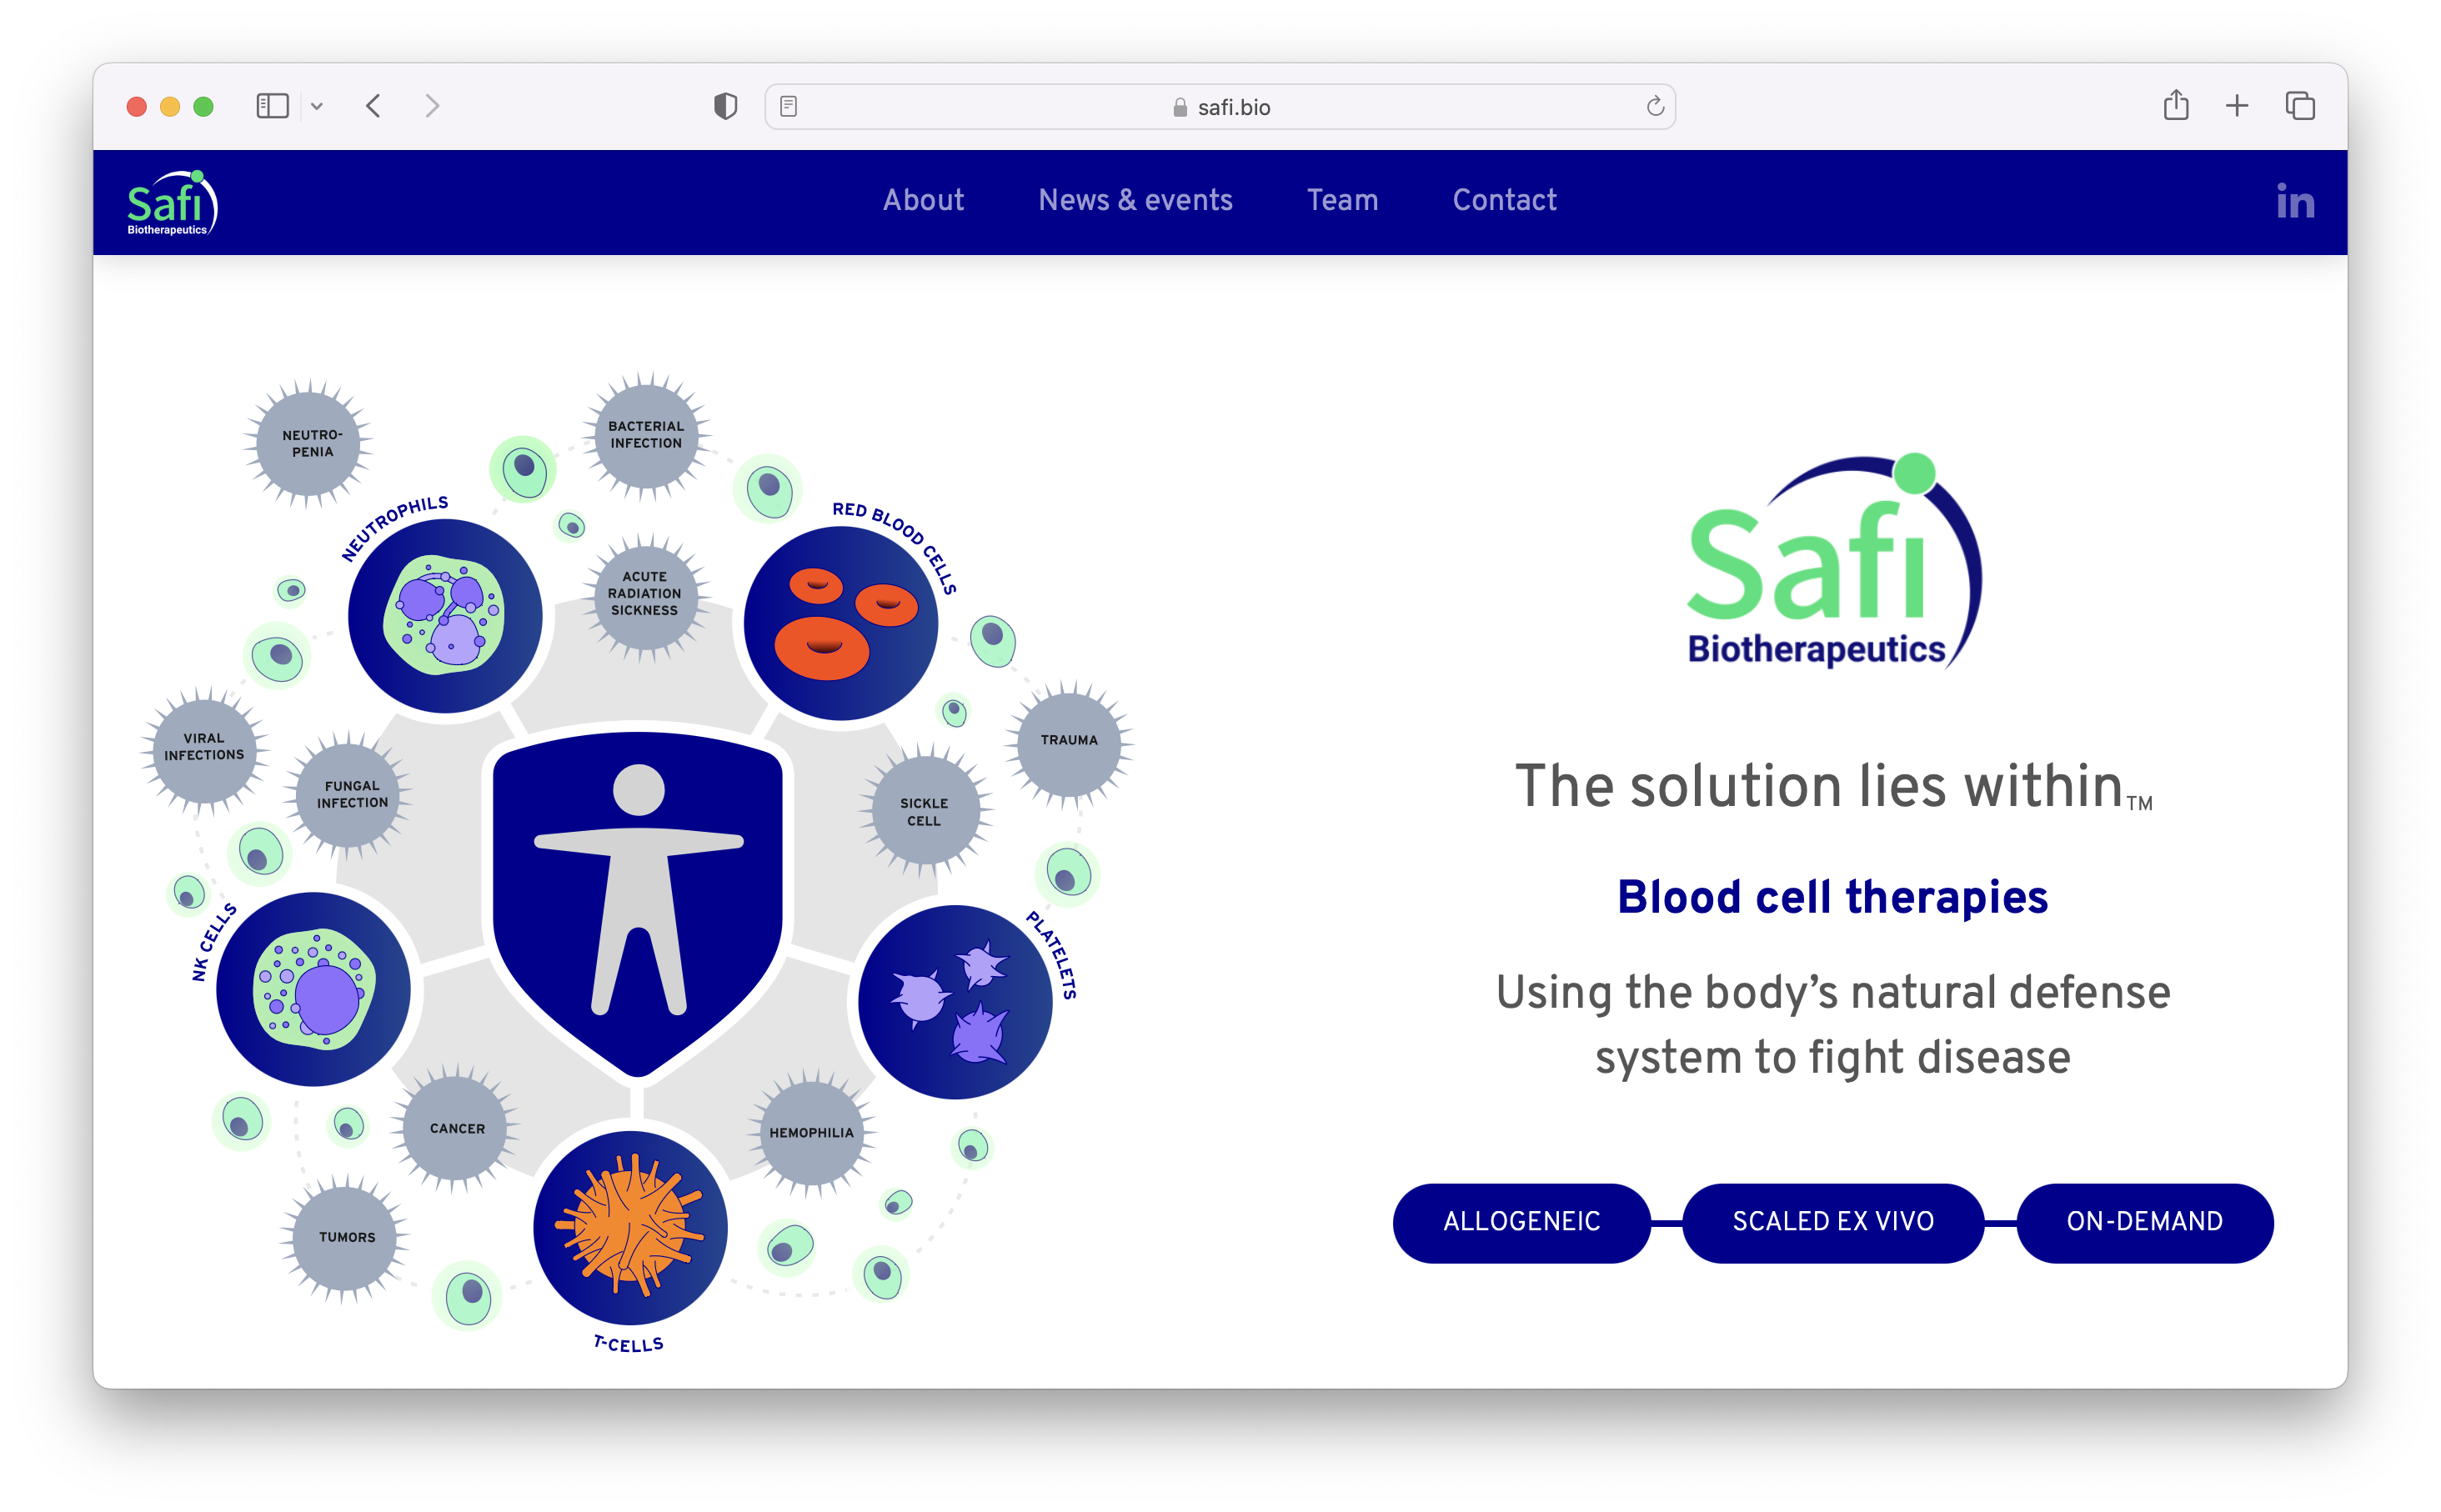 safi.bio
Safi
Biotherapeutics
About
News & events
Team
Contact
in
NEUTRO-
PENIA
BACTERIAL
INFECTION
NEUTROPHILS
RED BLOOD CELLS
ACUTE
RADIATION
SICKNESS
VIRAL
INFECTIONS
FUNGAL
INFECTION
TRAUMA
SICKLE
CELL
NK CELLS
PLATELETS
CANCER
HEMOPHILIA
TUMORS
T-CELLS
Safi
Biotherapeutics
The solution lies within™
Blood cell therapies
Using the body’s natural defense
system to fight disease
ALLOGENEIC
SCALED EX VIVO
ON-DEMAND